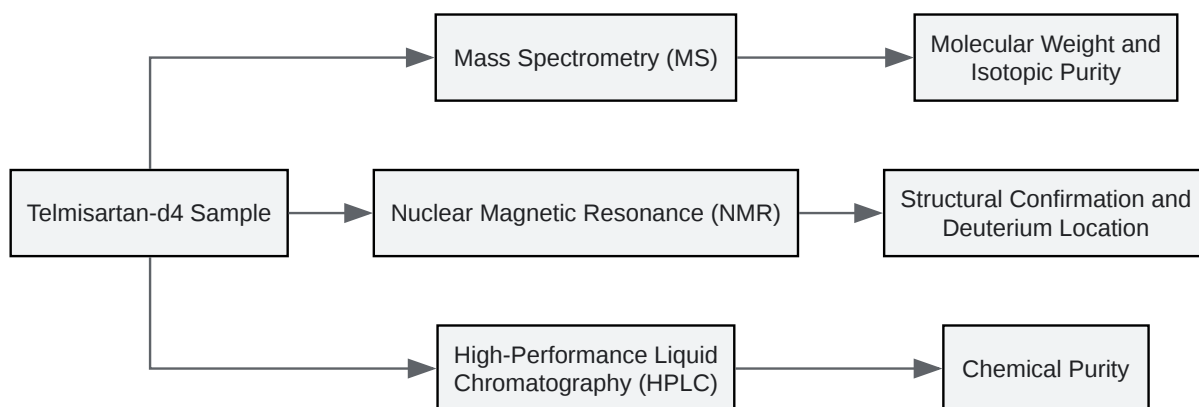 Mass Spectrometry (MS)
Molecular Weight and
Isotopic Purity
Telmisartan-d4 Sample
Nuclear Magnetic Resonance (NMR)
Structural Confirmation and
Deuterium Location
High-Performance Liquid
Chromatography (HPLC)
Chemical Purity